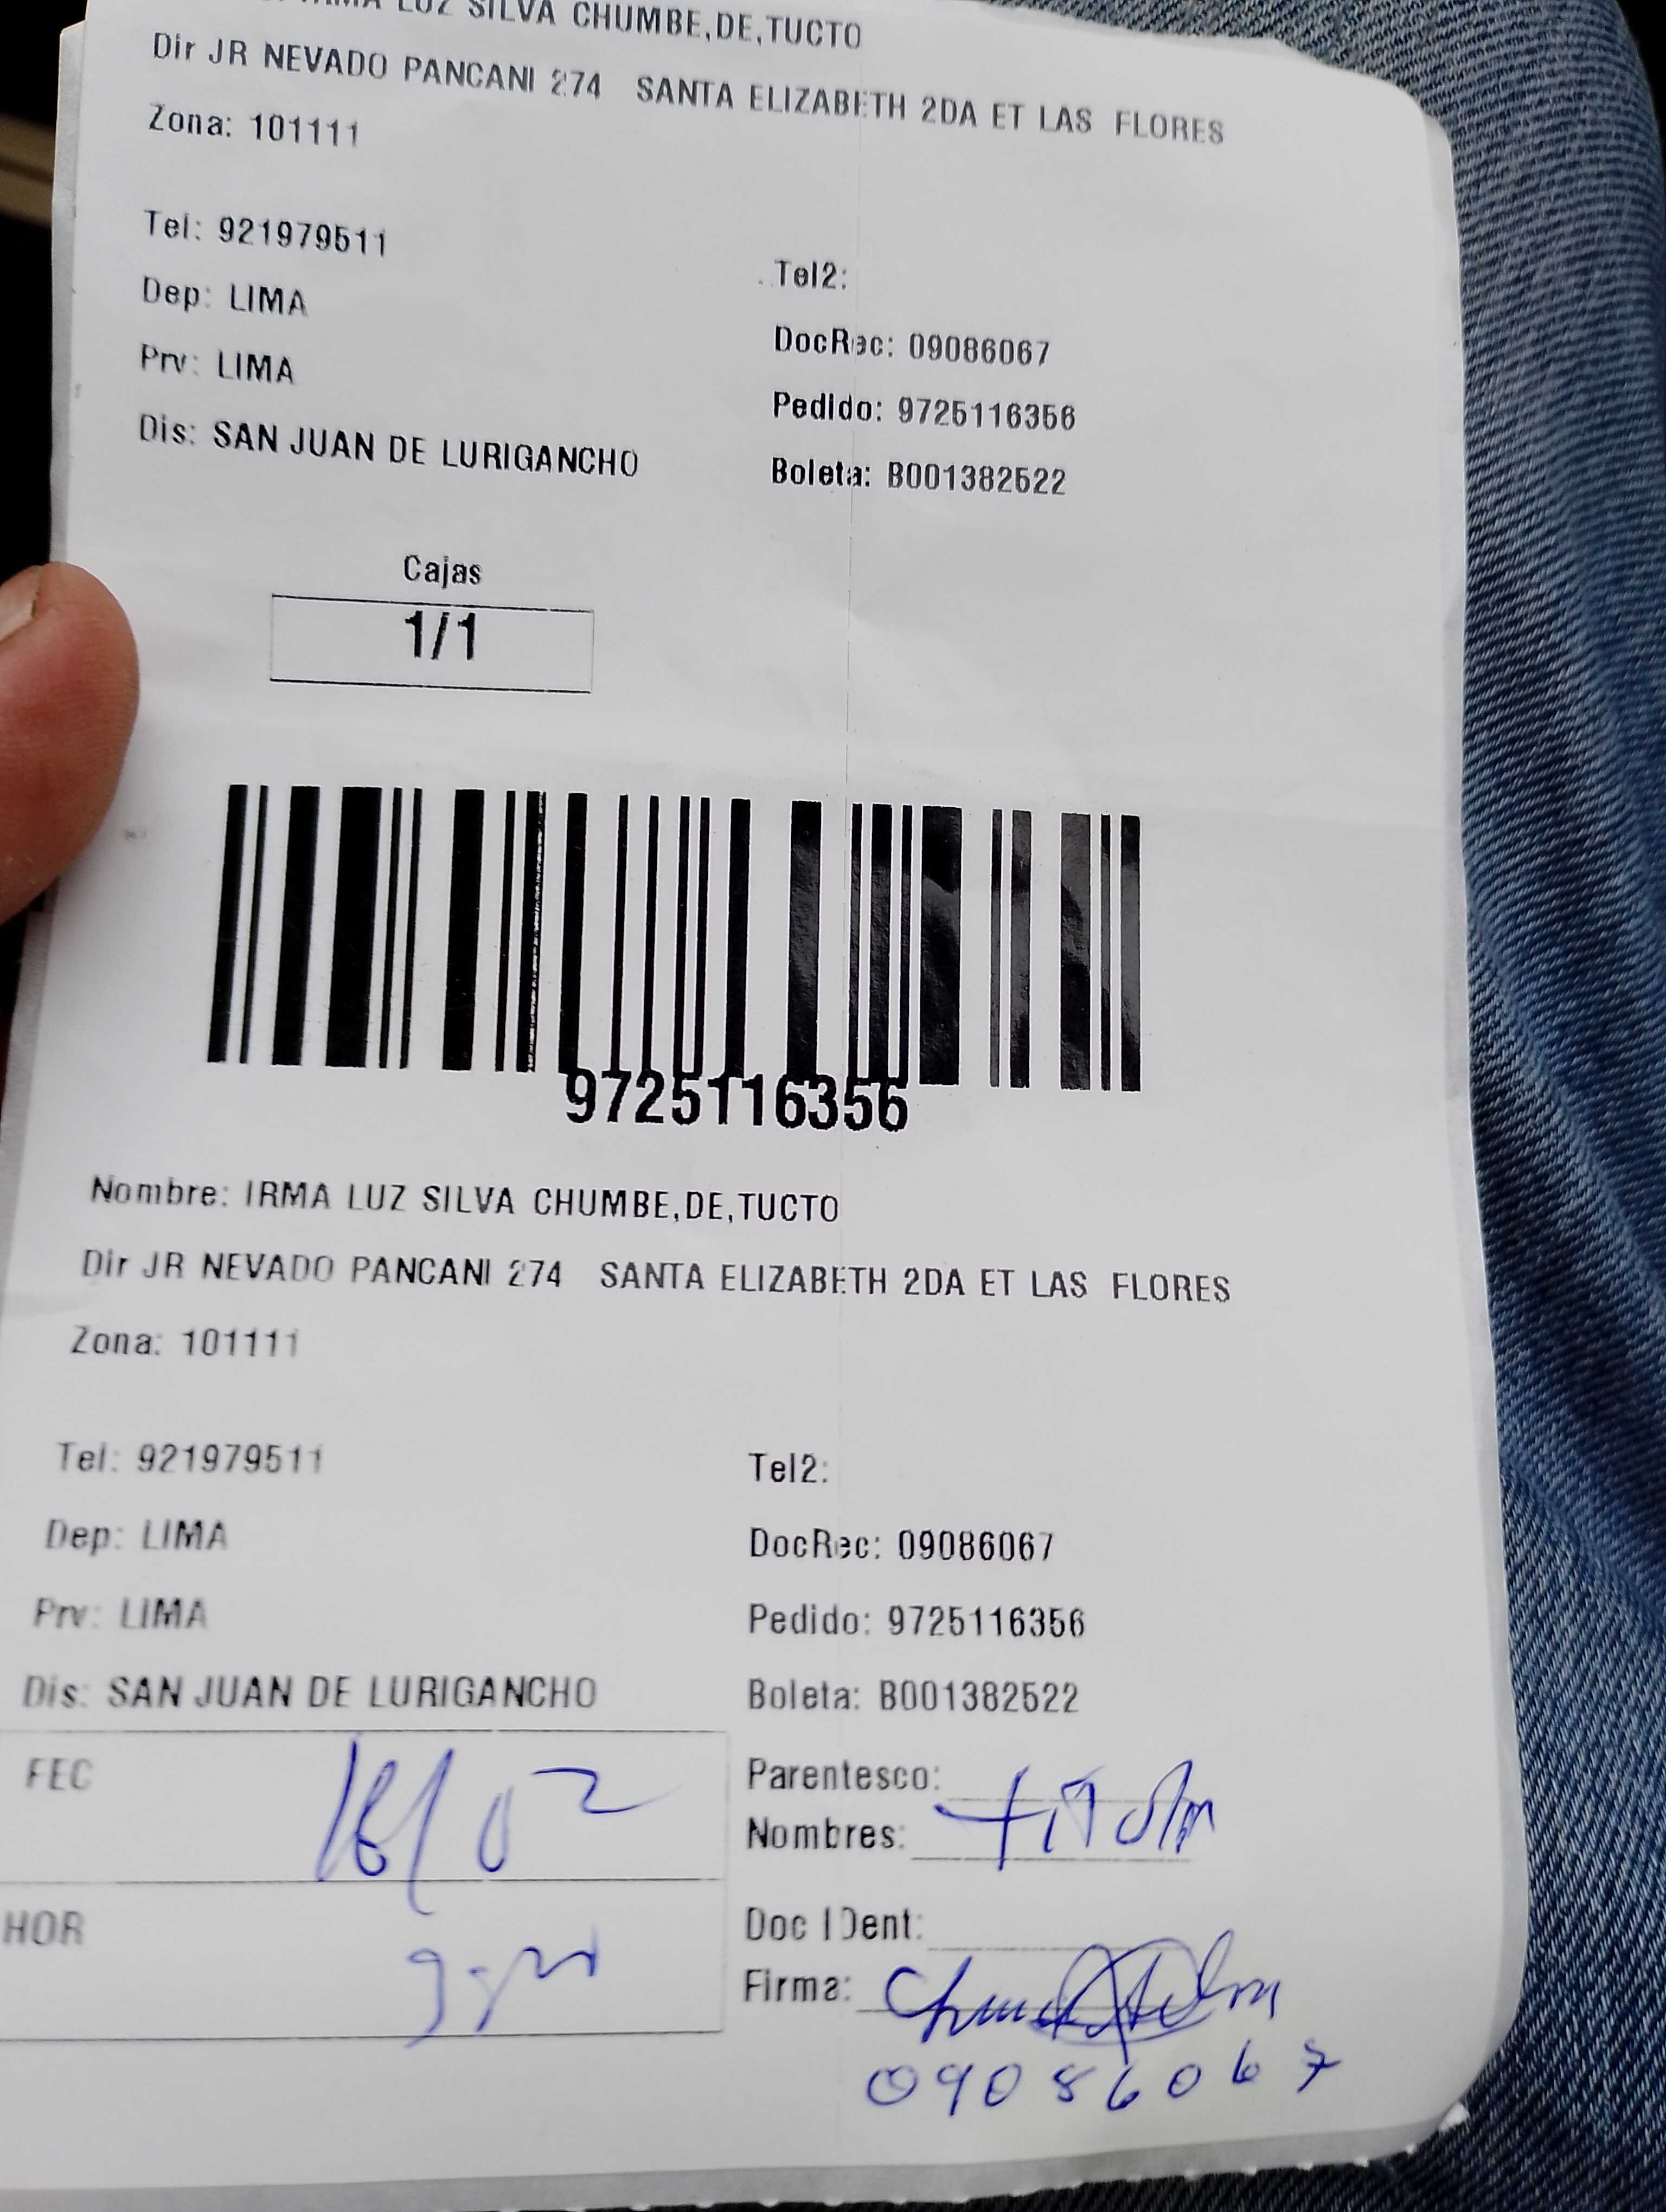 IRMA LUZ SILVA CHUMBE,DE,TUCTO
Dir JR NEVADO PANCANI 274 SANTA ELIZABETH 2DA ET LAS FLORES
Zona: 101111
Tel: 921979511
Tel2:
Dep: LIMA
DocRec: 09086067
Prv: LIMA
Pedido: 9725116356
Dis: SAN JUAN DE LURIGANCHO
Boleta: B001382522
Cajas
1/1
9725116356
Nombre: IRMA LUZ SILVA CHUMBE,DE,TUCTO
Dir JR NEVADO PANCANI 274 SANTA ELIZABETH 2DA ET LAS FLORES
Zona: 101111
Tel: 921979511
Tel2:
Dep: LIMA
DocRec: 09086067
Prv: LIMA
Pedido: 9725116356
Dis: SAN JUAN DE LURIGANCHO
Boleta: B001382522
FEC 18/02
Parentesco:
Nombres:
HOR
Doc IDent:
Firma:
09086067